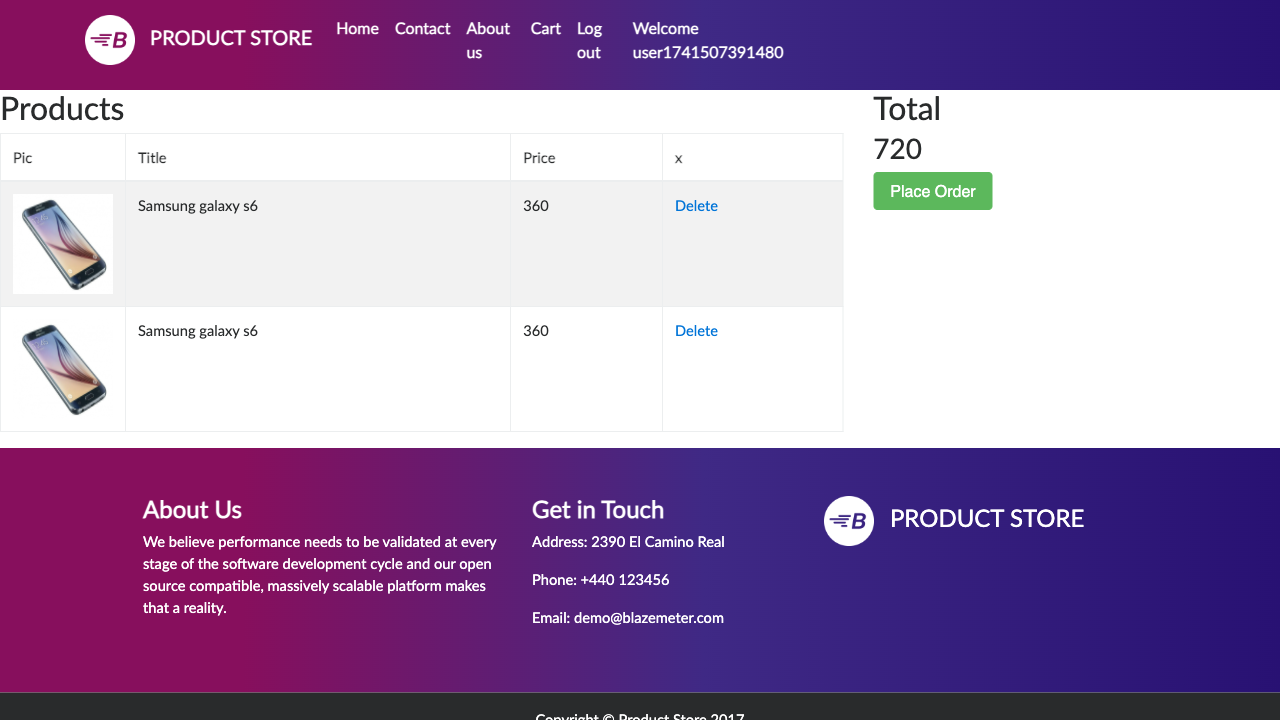 B PRODUCT STORE
Home
Contact
About
us
Cart
Log
out
Welcome
user1741507391480
Products
Pic
Title
Price
x
Samsung galaxy s6
360
Delete
Samsung galaxy s6
360
Delete
Total
720
Place Order
About Us
We believe performance needs to be validated at every
stage of the software development cycle and our open
source compatible, massively scalable platform makes
that a reality.
Get in Touch
Address: 2390 El Camino Real
Phone: +440 123456
Email: demo@blazemeter.com
B PRODUCT STORE
Copyright © Product Store 2017